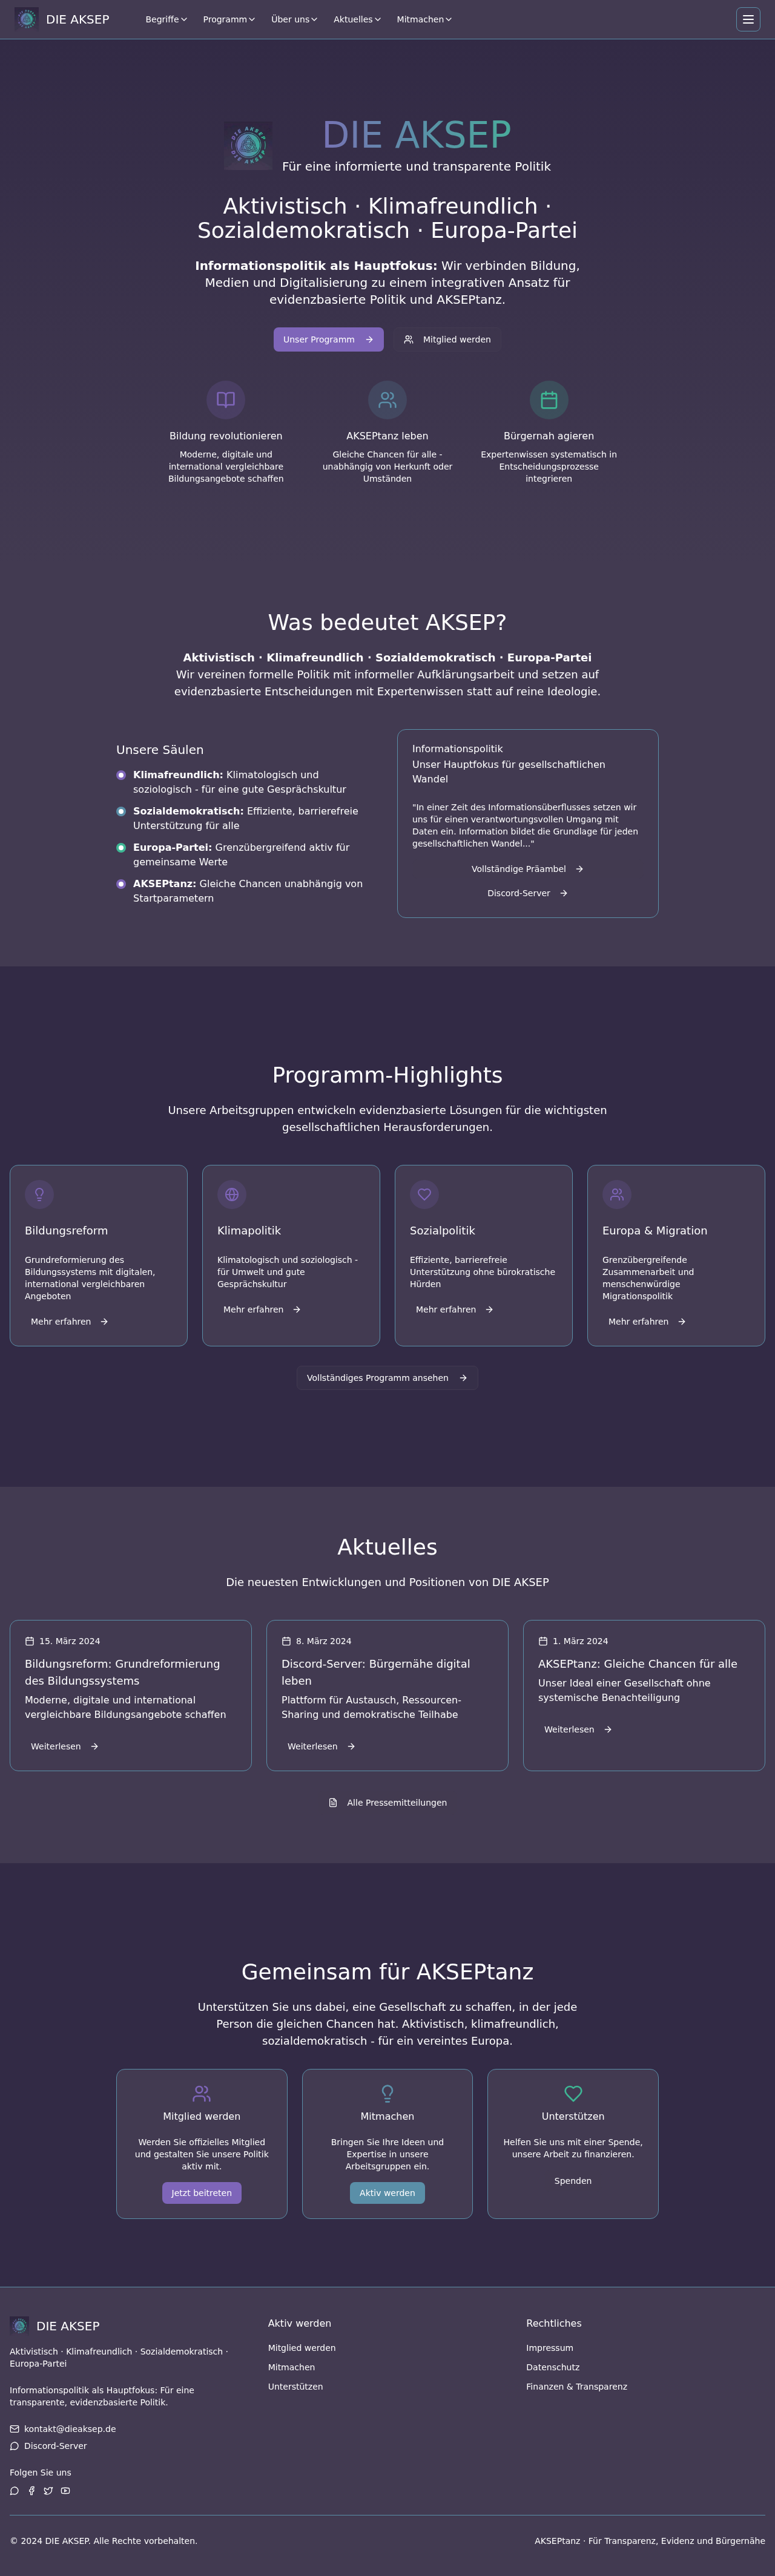 DIE AKSEP
Begriffe
Programm
Über uns
Aktuelles
Mitmachen
DIE AKSEP
Für eine informierte und transparente Politik
Aktivistisch · Klimafreundlich ·
Sozialdemokratisch · Europa-Partei
Informationspolitik als Hauptfokus: Wir verbinden Bildung,
Medien und Digitalisierung zu einem integrativen Ansatz für
evidenzbasierte Politik und AKSEPtanz.
Unser Programm
Mitglied werden
Bildung revolutionieren
Moderne, digitale und
international vergleichbare
Bildungsangebote schaffen
AKSEPtanz leben
Gleiche Chancen für alle -
unabhängig von Herkunft oder
Umständen
Bürgernah agieren
Expertenwissen systematisch in
Entscheidungsprozesse
integrieren
Was bedeutet AKSEP?
Aktivistisch · Klimafreundlich · Sozialdemokratisch · Europa-Partei
Wir vereinen formelle Politik mit informeller Aufklärungsarbeit und setzen auf
evidenzbasierte Entscheidungen mit Expertenwissen statt auf reine Ideologie.
Unsere Säulen
Klimafreundlich: Klimatologisch und
soziologisch - für eine gute Gesprächskultur
Sozialdemokratisch: Effiziente, barrierefreie
Unterstützung für alle
Europa-Partei: Grenzübergreifend aktiv für
gemeinsame Werte
AKSEPtanz: Gleiche Chancen unabhängig von
Startparametern
Informationspolitik
Unser Hauptfokus für gesellschaftlichen
Wandel
"In einer Zeit des Informationsüberflusses setzen wir
uns für einen verantwortungsvollen Umgang mit
Daten ein. Information bildet die Grundlage für jeden
gesellschaftlichen Wandel..."
Vollständige Präambel
Discord-Server
Programm-Highlights
Unsere Arbeitsgruppen entwickeln evidenzbasierte Lösungen für die wichtigsten
gesellschaftlichen Herausforderungen.
Bildungsreform
Grundreformierung des
Bildungssystems mit digitalen,
international vergleichbaren
Angeboten
Mehr erfahren
Klimapolitik
Klimatologisch und soziologisch -
für Umwelt und gute
Gesprächskultur
Mehr erfahren
Sozialpolitik
Effiziente, barrierefreie
Unterstützung ohne bürokratische
Hürden
Mehr erfahren
Europa & Migration
Grenzübergreifende
Zusammenarbeit und
menschenwürdige
Migrationspolitik
Mehr erfahren
Vollständiges Programm ansehen
Aktuelles
Die neuesten Entwicklungen und Positionen von DIE AKSEP
15. März 2024
Bildungsreform: Grundreformierung
des Bildungssystems
Moderne, digitale und international
vergleichbare Bildungsangebote schaffen
Weiterlesen
8. März 2024
Discord-Server: Bürgernähe digital
leben
Plattform für Austausch, Ressourcen-
Sharing und demokratische Teilhabe
Weiterlesen
1. März 2024
AKSEPtanz: Gleiche Chancen für alle
Unser Ideal einer Gesellschaft ohne
systemische Benachteiligung
Weiterlesen
Alle Pressemitteilungen
Gemeinsam für AKSEPtanz
Unterstützen Sie uns dabei, eine Gesellschaft zu schaffen, in der jede
Person die gleichen Chancen hat. Aktivistisch, klimafreundlich,
sozialdemokratisch - für ein vereintes Europa.
Mitglied werden
Werden Sie offizielles Mitglied
und gestalten Sie unsere Politik
aktiv mit.
Jetzt beitreten
Mitmachen
Bringen Sie Ihre Ideen und
Expertise in unsere
Arbeitsgruppen ein.
Aktiv werden
Unterstützen
Helfen Sie uns mit einer Spende,
unsere Arbeit zu finanzieren.
Spenden
DIE AKSEP
Aktivistisch · Klimafreundlich · Sozialdemokratisch ·
Europa-Partei
Informationspolitik als Hauptfokus: Für eine
transparente, evidenzbasierte Politik.
kontakt@dieaksep.de
Discord-Server
Folgen Sie uns
Aktiv werden
Mitglied werden
Mitmachen
Unterstützen
Rechtliches
Impressum
Datenschutz
Finanzen & Transparenz
© 2024 DIE AKSEP. Alle Rechte vorbehalten.
AKSEPtanz · Für Transparenz, Evidenz und Bürgernähe